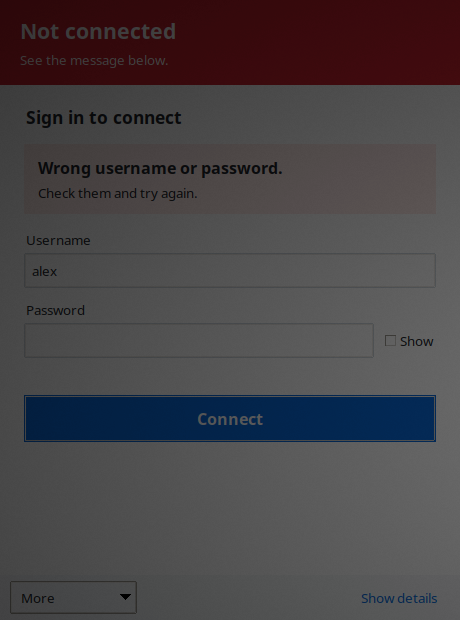 Not connected
See the message below.
Sign in to connect
Wrong username or password.
Check them and try again.
Username
alex
Password
Show
Connect
More
Show details